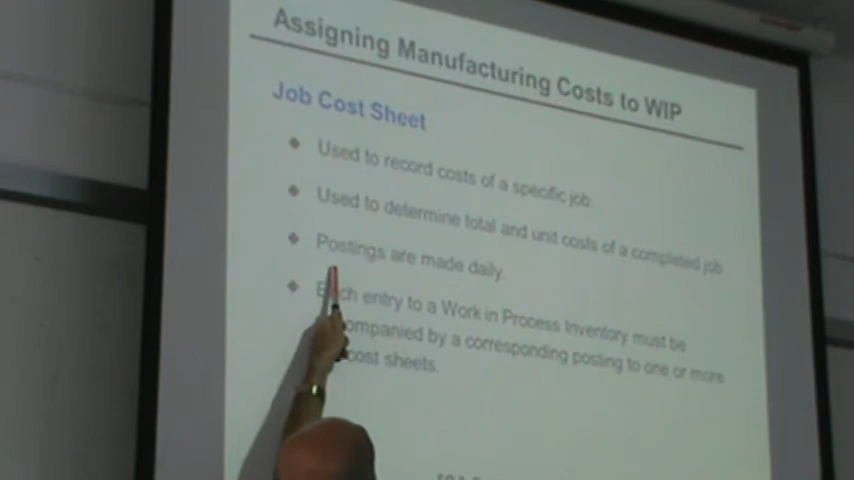 Assigning Manufacturing Costs to WIP
Job Cost Sheet
Used to record costs of a specific job.
Used to determine total and unit costs of a completed job
Postings are made daily.
entry to a Work in Process Inventory must be
by a corresponding posting to one or more
cost sheets.